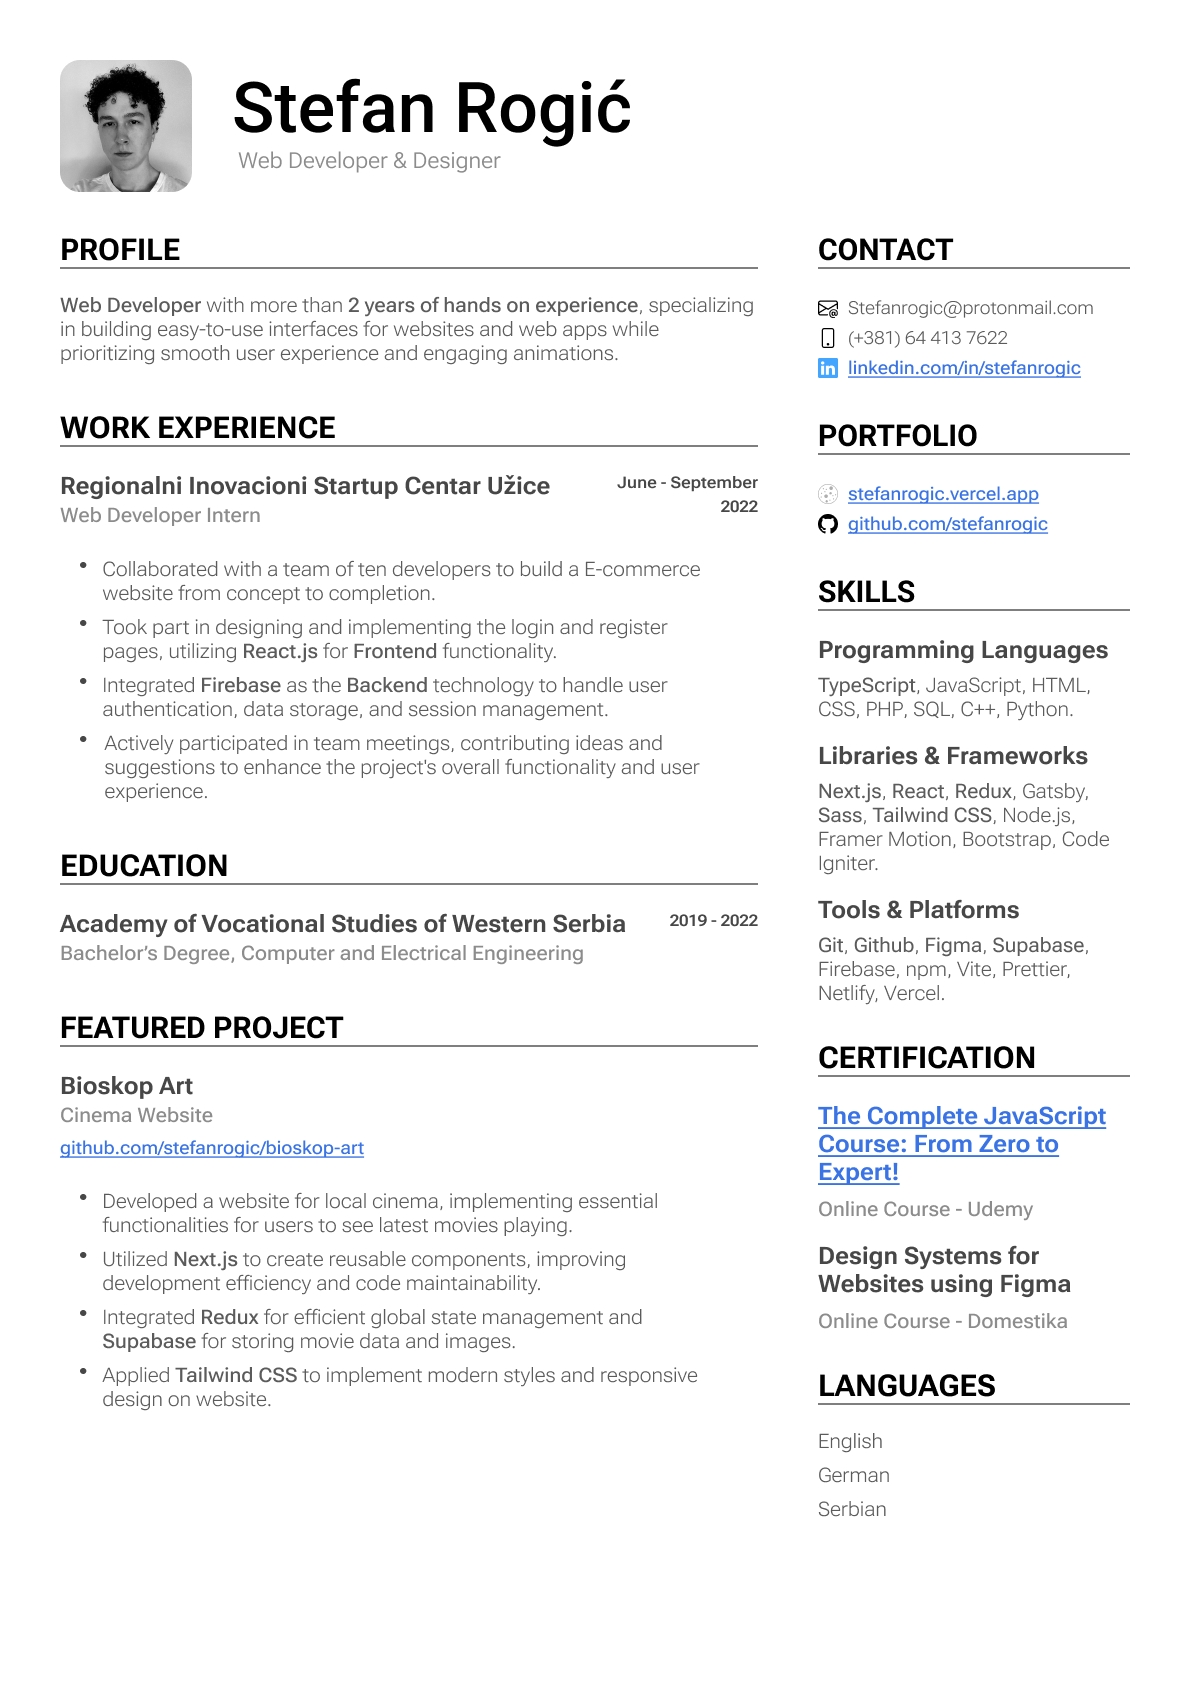 Stefan Rogić
Web Developer & Designer
PROFILE
Web Developer with more than 2 years of hands on experience, specializing
in building easy-to-use interfaces for websites and web apps while
prioritizing smooth user experience and engaging animations.
WORK EXPERIENCE
Regionalni Inovacioni Startup Centar Užice
June - September
2022
Web Developer Intern
• Collaborated with a team of ten developers to build a E-commerce
website from concept to completion.
• Took part in designing and implementing the login and register
pages, utilizing React.js for Frontend functionality.
• Integrated Firebase as the Backend technology to handle user
authentication, data storage, and session management.
• Actively participated in team meetings, contributing ideas and
suggestions to enhance the project's overall functionality and user
experience.
EDUCATION
Academy of Vocational Studies of Western Serbia
2019 - 2022
Bachelor’s Degree, Computer and Electrical Engineering
FEATURED PROJECT
Bioskop Art
Cinema Website
github.com/stefanrogic/bioskop-art
• Developed a website for local cinema, implementing essential
functionalities for users to see latest movies playing.
• Utilized Next.js to create reusable components, improving
development efficiency and code maintainability.
• Integrated Redux for efficient global state management and
Supabase for storing movie data and images.
• Applied Tailwind CSS to implement modern styles and responsive
design on website.
CONTACT
Stefanrogic@protonmail.com
(+381) 64 413 7622
linkedin.com/in/stefanrogic
PORTFOLIO
stefanrogic.vercel.app
github.com/stefanrogic
SKILLS
Programming Languages
TypeScript, JavaScript, HTML,
CSS, PHP, SQL, C++, Python.
Libraries & Frameworks
Next.js, React, Redux, Gatsby,
Sass, Tailwind CSS, Node.js,
Framer Motion, Bootstrap, Code
Igniter.
Tools & Platforms
Git, Github, Figma, Supabase,
Firebase, npm, Vite, Prettier,
Netlify, Vercel.
CERTIFICATION
The Complete JavaScript
Course: From Zero to
Expert!
Online Course - Udemy
Design Systems for
Websites using Figma
Online Course - Domestika
LANGUAGES
English
German
Serbian